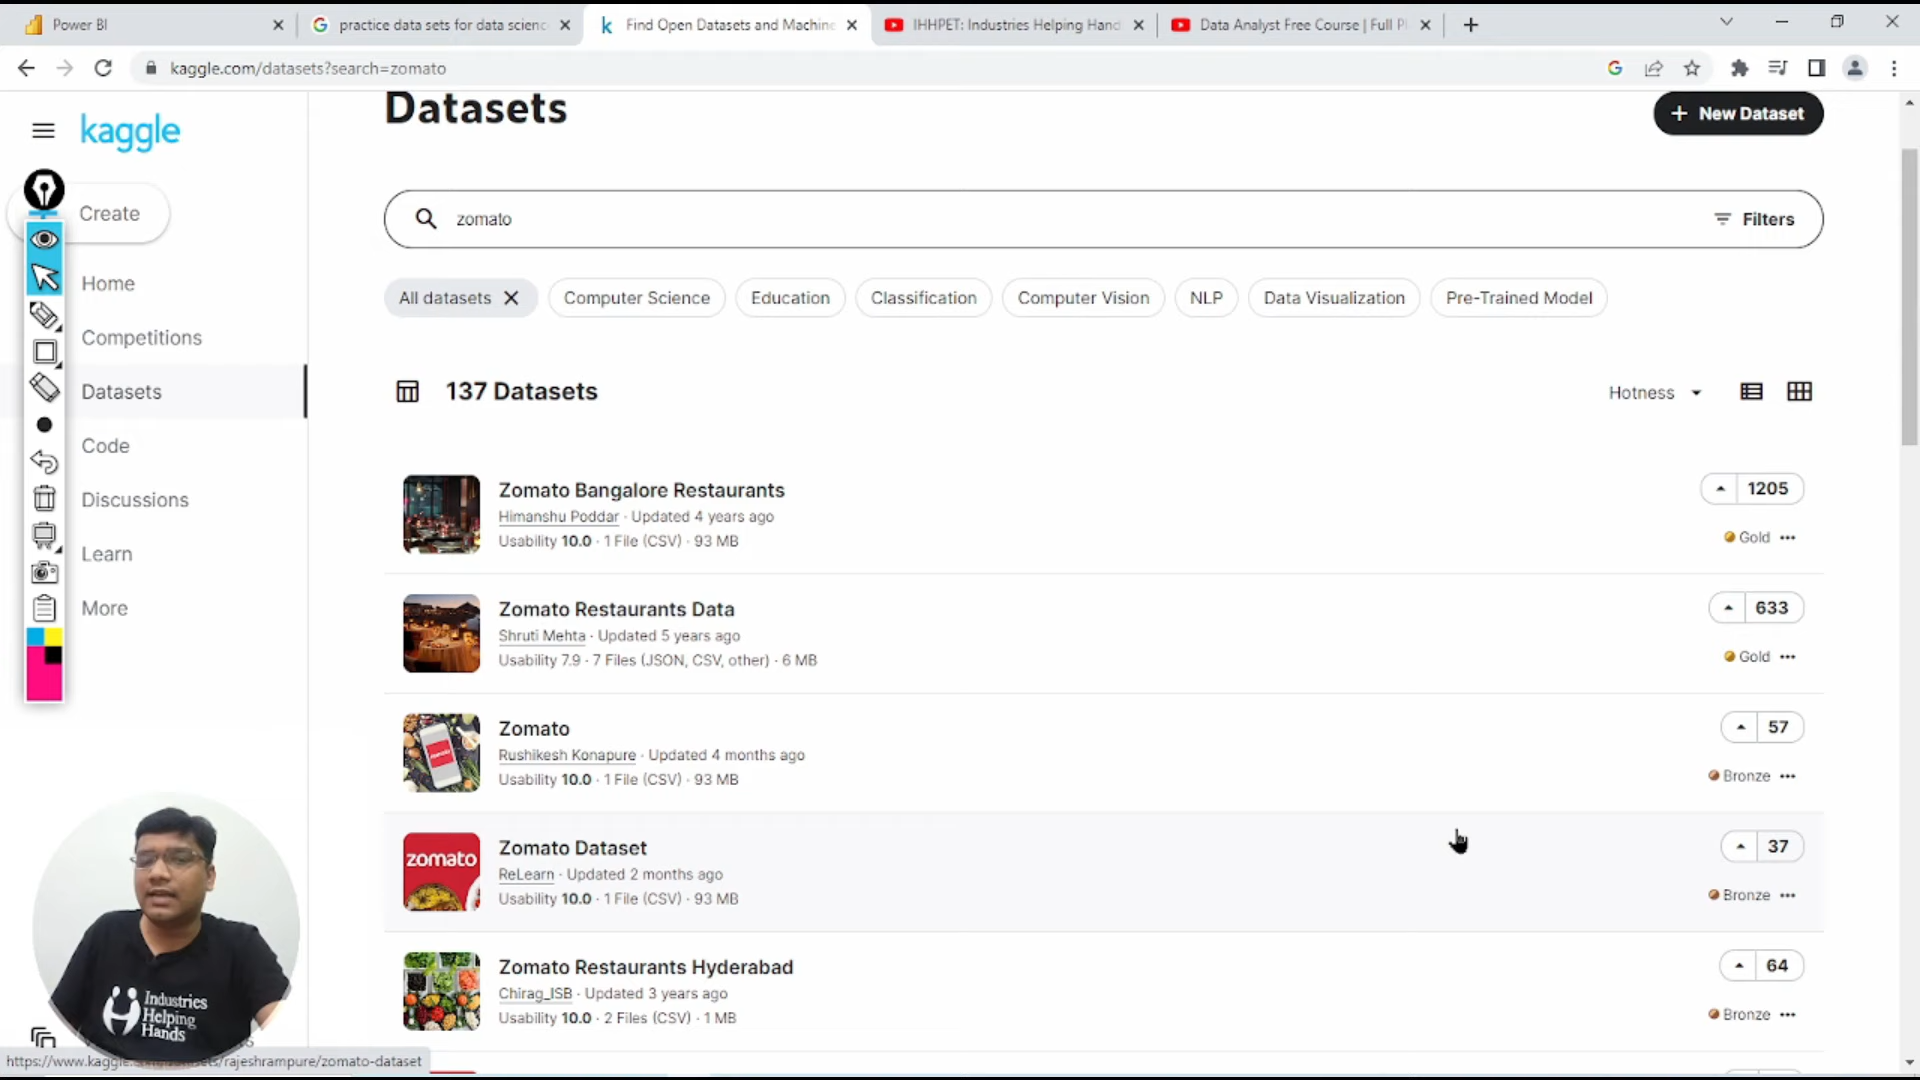 Power BI
practice data sets for data scienc
Find Open Datasets and Machine
IHHPET: Industries Helping Hand
Data Analyst Free Course | Full P
kaggle.com/datasets?search=zomato
kaggle
Create
Home
Competitions
Datasets
Code
Discussions
Learn
More
Datasets
+ New Dataset
zomato
Filters
All datasets
Computer Science
Education
Classification
Computer Vision
NLP
Data Visualization
Pre-Trained Model
137 Datasets
Hotness
Zomato Bangalore Restaurants
Himanshu Poddar · Updated 4 years ago
Usability 10.0 · 1 File (CSV) · 93 MB
1205
Gold
Zomato Restaurants Data
Shruti Mehta · Updated 5 years ago
Usability 7.9 · 7 Files (JSON, CSV, other) · 6 MB
633
Gold
Zomato
Rushikesh Konapure · Updated 4 months ago
Usability 10.0 · 1 File (CSV) · 93 MB
57
Bronze
zomato
Zomato Dataset
ReLearn · Updated 2 months ago
Usability 10.0 · 1 File (CSV) · 93 MB
37
Bronze
Zomato Restaurants Hyderabad
Chirag_ISB · Updated 3 years ago
Usability 10.0 · 2 Files (CSV) · 1 MB
64
Bronze
Industries
Helping
Hands
https://www.kaggle. /rajeshrampure/zomato-dataset